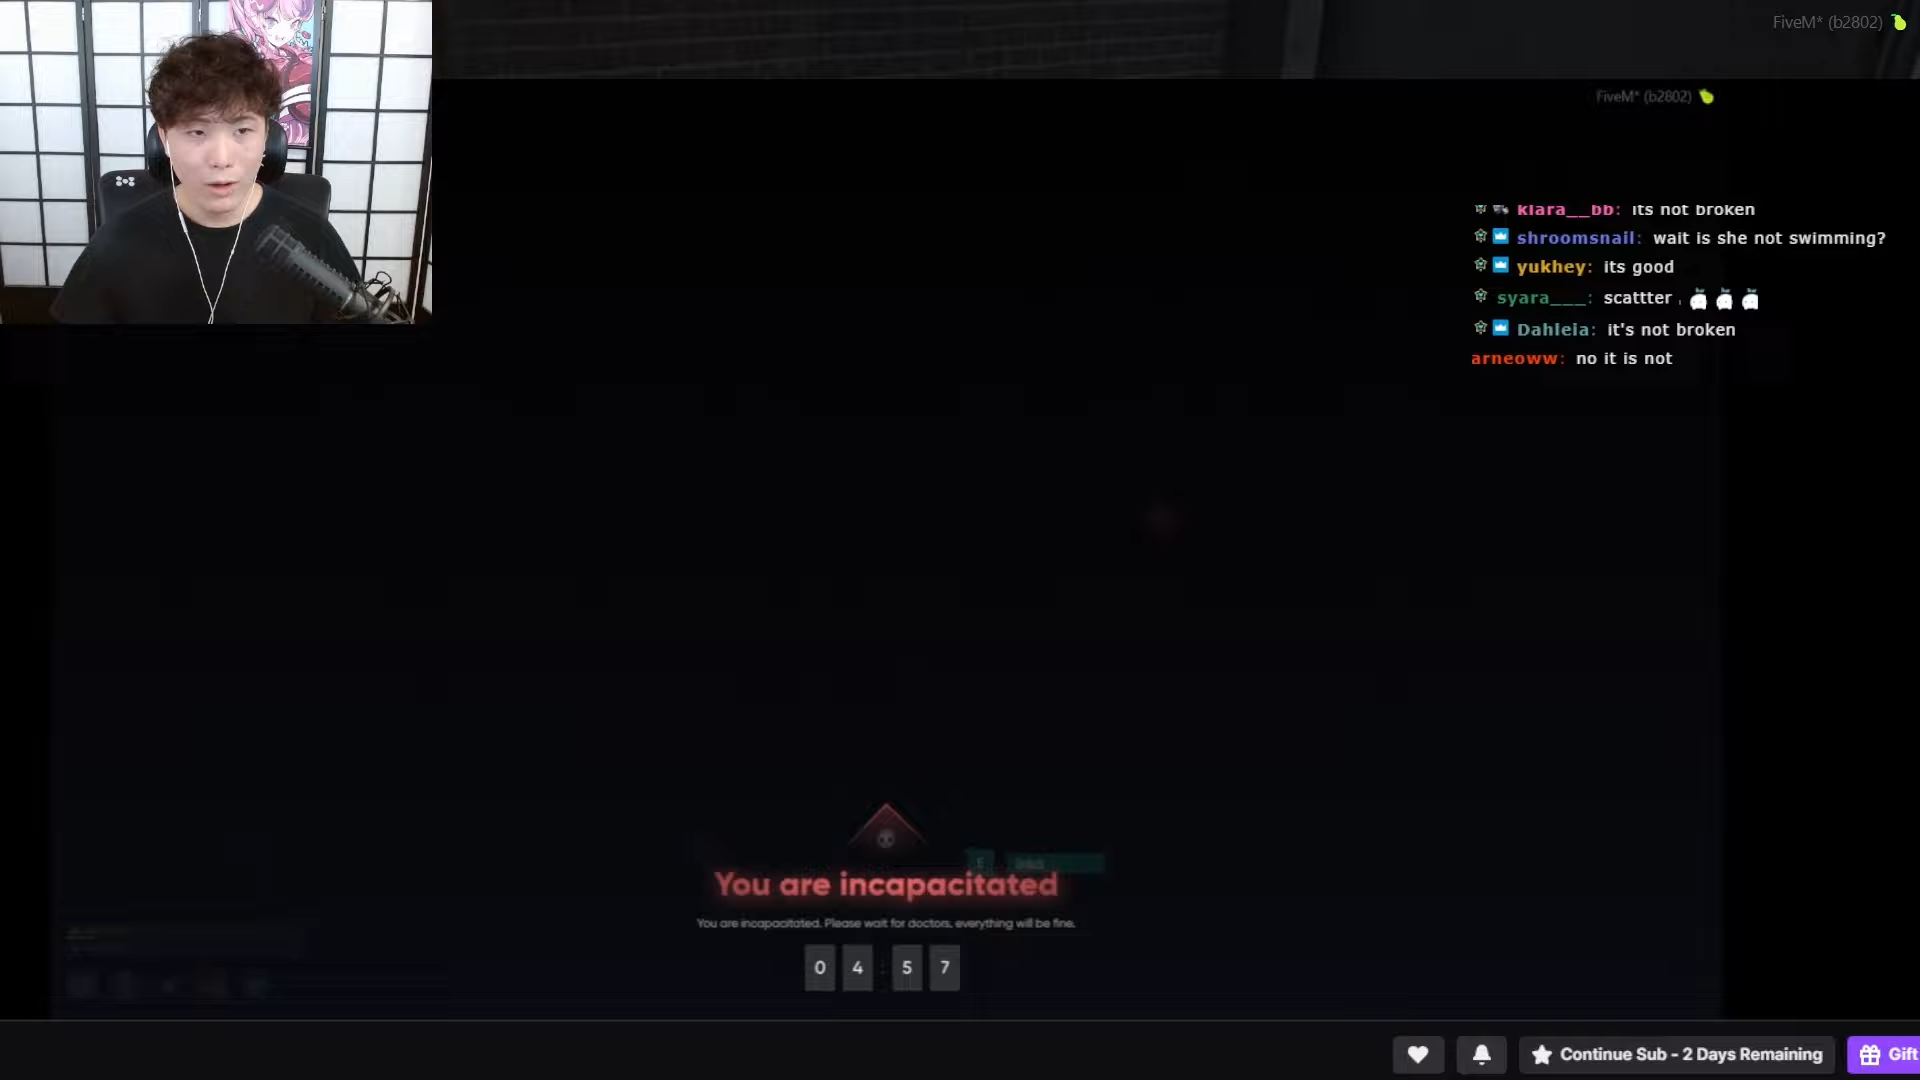 FiveM* (b2802)
FiveM* (b2802)
klara__bb: its not broken
shroomsnail: wait is she not swimming?
yukhey: its good
syara___: scattter
Dahleia: it's not broken
arneoww: no it is not
You are incapacitated
You are incapacitated. Please wait for doctors, everything will be fine.
0 4 : 5 7
Continue Sub - 2 Days Remaining
Gift